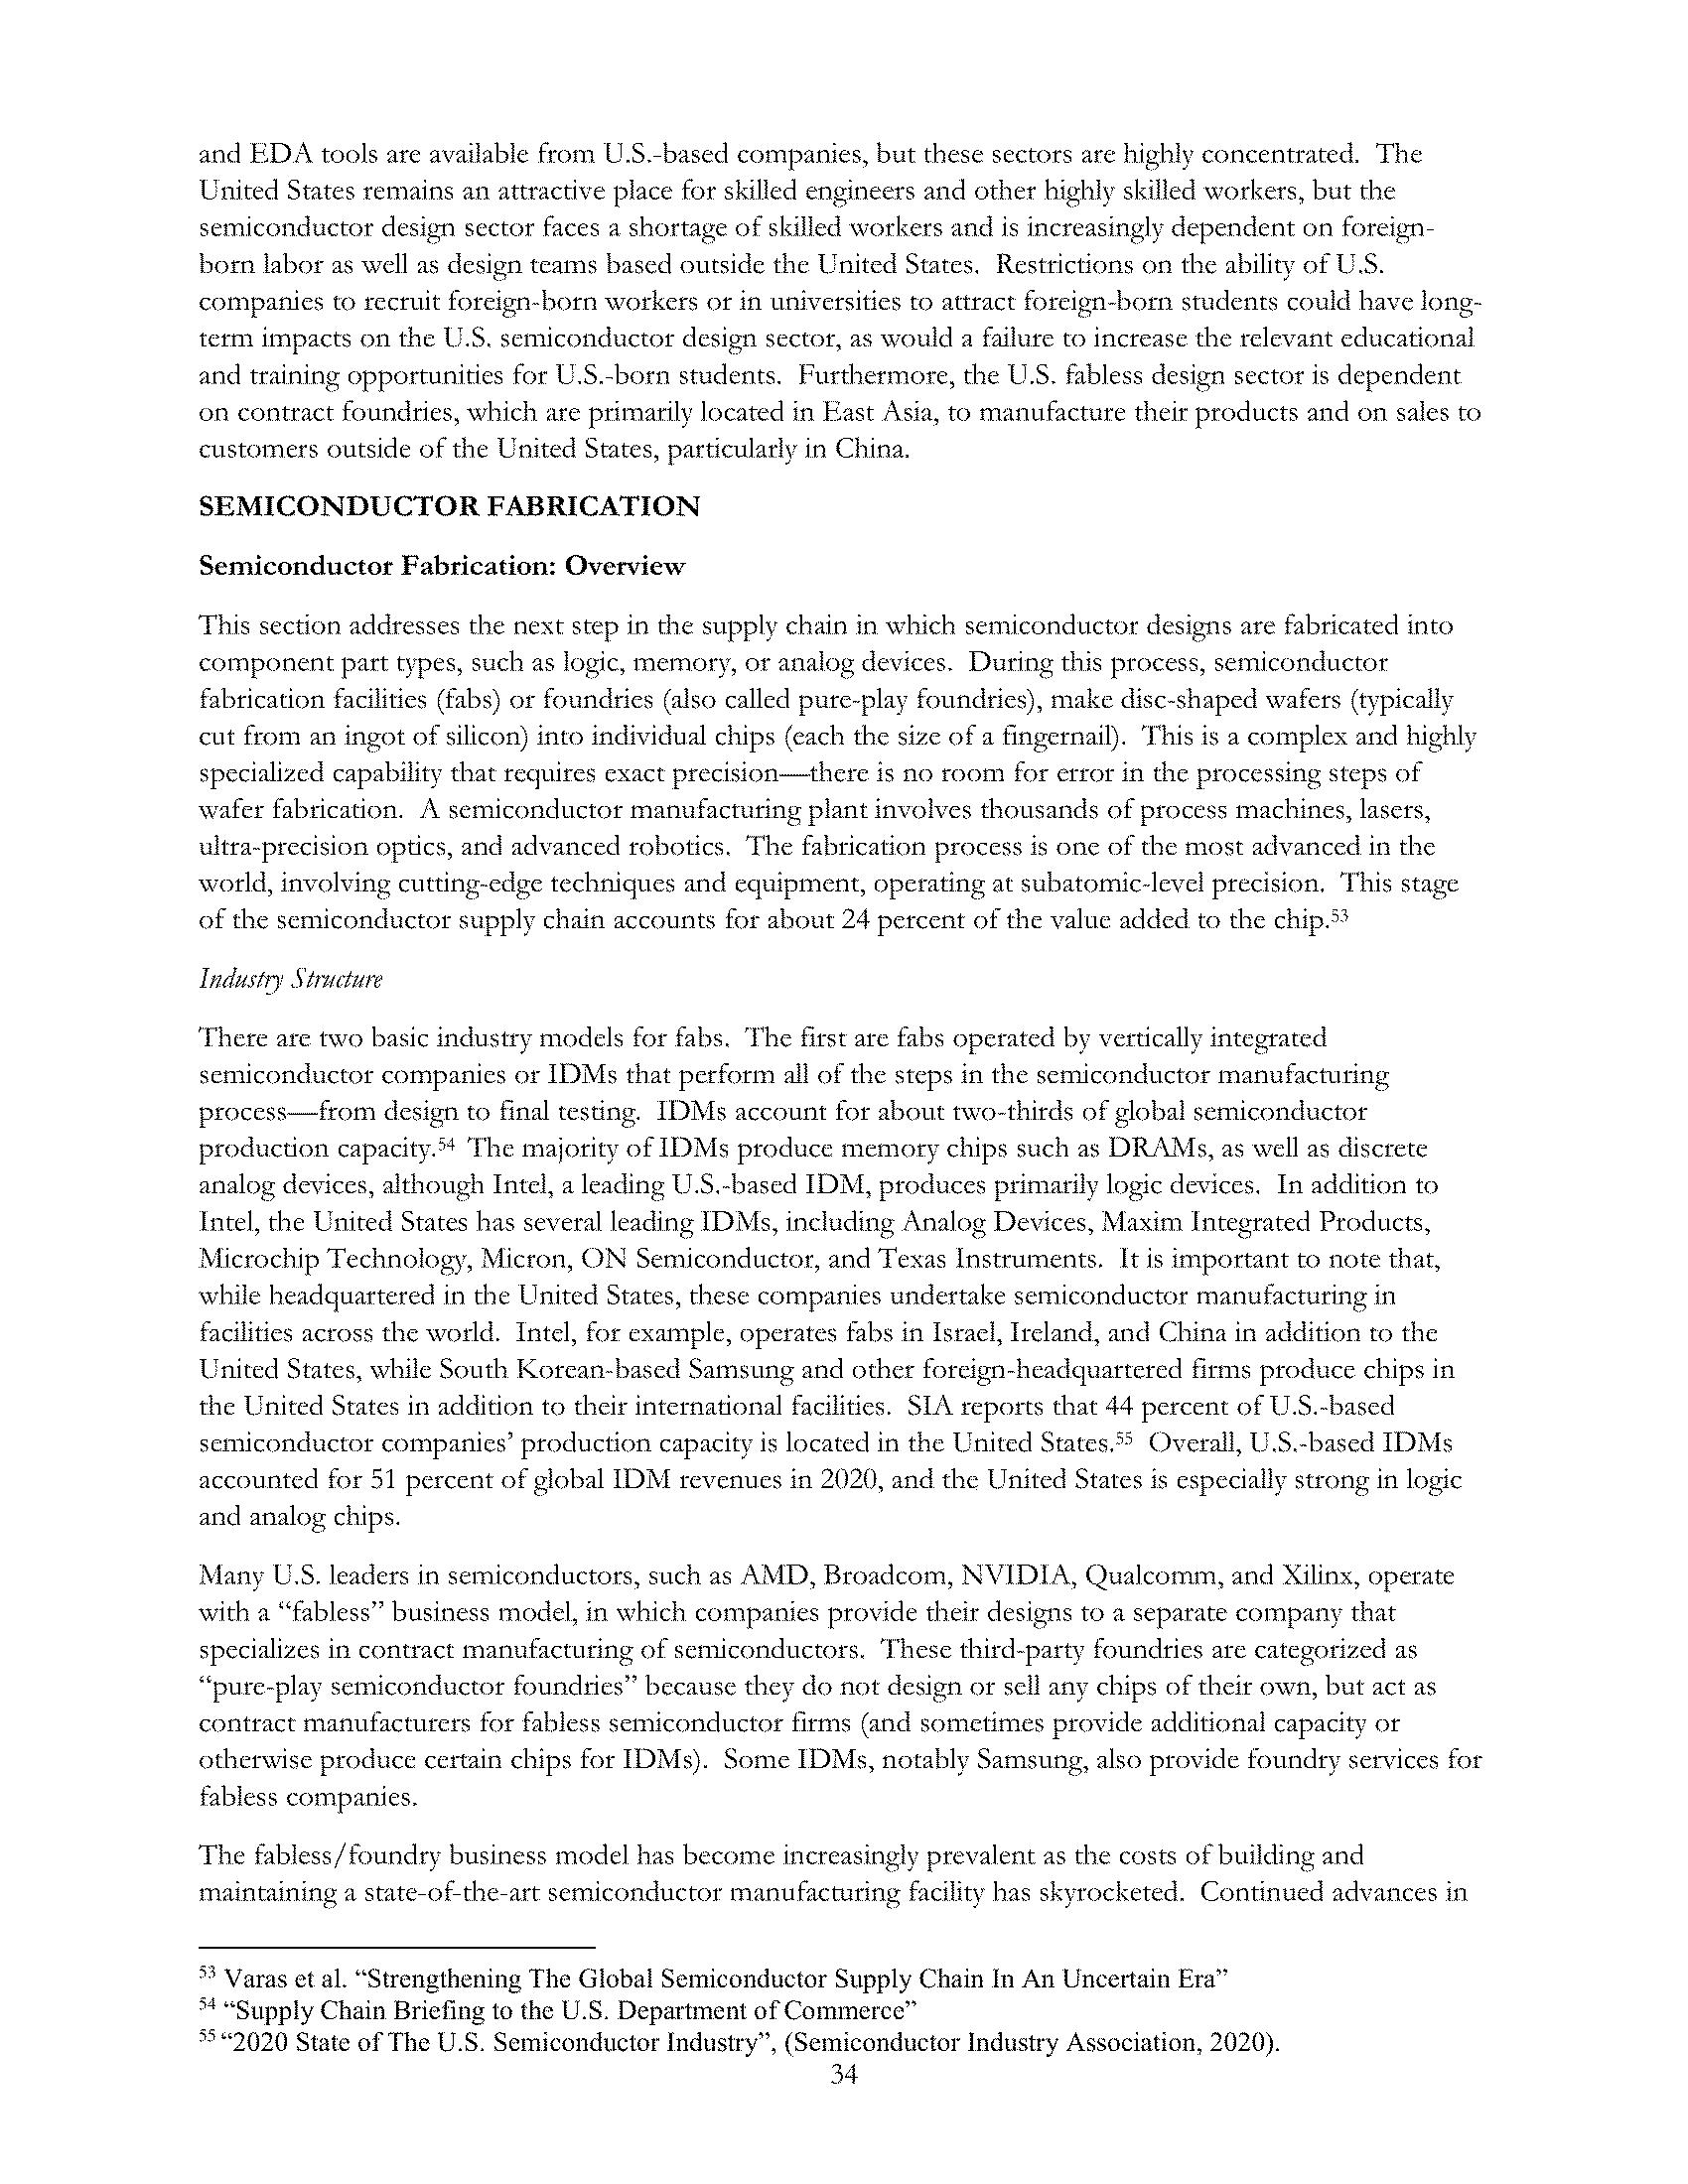 and EDA tools are available from U.S.-based companies, but these sectors are highly concentrated.  The
United States remains an attractive place for skilled engineers and other highly skilled workers, but the
semiconductor design sector faces a shortage of skilled workers and is increasingly dependent on foreign-
born labor as well as design teams based outside the United States.  Restrictions on the ability of U.S.
companies to recruit foreign-born workers or in universities to attract foreign-born students could have long-
term impacts on the U.S. semiconductor design sector, as would a failure to increase the relevant educational
and training opportunities for U.S.-born students.  Furthermore, the U.S. fabless design sector is dependent
on contract foundries, which are primarily located in East Asia, to manufacture their products and on sales to
customers outside of the United States, particularly in China.
SEMICONDUCTOR FABRICATION
Semiconductor Fabrication: Overview
This section addresses the next step in the supply chain in which semiconductor designs are fabricated into
component part types, such as logic, memory, or analog devices.  During this process, semiconductor
fabrication facilities (fabs) or foundries (also called pure-play foundries), make disc-shaped wafers (typically
cut from an ingot of silicon) into individual chips (each the size of a fingernail).  This is a complex and highly
specialized capability that requires exact precision—there is no room for error in the processing steps of
wafer fabrication.  A semiconductor manufacturing plant involves thousands of process machines, lasers,
ultra-precision optics, and advanced robotics.  The fabrication process is one of the most advanced in the
world, involving cutting-edge techniques and equipment, operating at subatomic-level precision.  This stage
of the semiconductor supply chain accounts for about 24 percent of the value added to the chip.53
Industry Structure
There are two basic industry models for fabs.  The first are fabs operated by vertically integrated
semiconductor companies or IDMs that perform all of the steps in the semiconductor manufacturing
process—from design to final testing.  IDMs account for about two-thirds of global semiconductor
production capacity.54  The majority of IDMs produce memory chips such as DRAMs, as well as discrete
analog devices, although Intel, a leading U.S.-based IDM, produces primarily logic devices.  In addition to
Intel, the United States has several leading IDMs, including Analog Devices, Maxim Integrated Products,
Microchip Technology, Micron, ON Semiconductor, and Texas Instruments.  It is important to note that,
while headquartered in the United States, these companies undertake semiconductor manufacturing in
facilities across the world.  Intel, for example, operates fabs in Israel, Ireland, and China in addition to the
United States, while South Korean-based Samsung and other foreign-headquartered firms produce chips in
the United States in addition to their international facilities.  SIA reports that 44 percent of U.S.-based
semiconductor companies’ production capacity is located in the United States.55  Overall, U.S.-based IDMs
accounted for 51 percent of global IDM revenues in 2020, and the United States is especially strong in logic
and analog chips.
Many U.S. leaders in semiconductors, such as AMD, Broadcom, NVIDIA, Qualcomm, and Xilinx, operate
with a “fabless” business model, in which companies provide their designs to a separate company that
specializes in contract manufacturing of semiconductors.  These third-party foundries are categorized as
“pure-play semiconductor foundries” because they do not design or sell any chips of their own, but act as
contract manufacturers for fabless semiconductor firms (and sometimes provide additional capacity or
otherwise produce certain chips for IDMs).  Some IDMs, notably Samsung, also provide foundry services for
fabless companies.
The fabless/foundry business model has become increasingly prevalent as the costs of building and
maintaining a state-of-the-art semiconductor manufacturing facility has skyrocketed.  Continued advances in
53 Varas et al. “Strengthening The Global Semiconductor Supply Chain In An Uncertain Era”
54 “Supply Chain Briefing to the U.S. Department of Commerce”
55 “2020 State of The U.S. Semiconductor Industry”, (Semiconductor Industry Association, 2020).
34